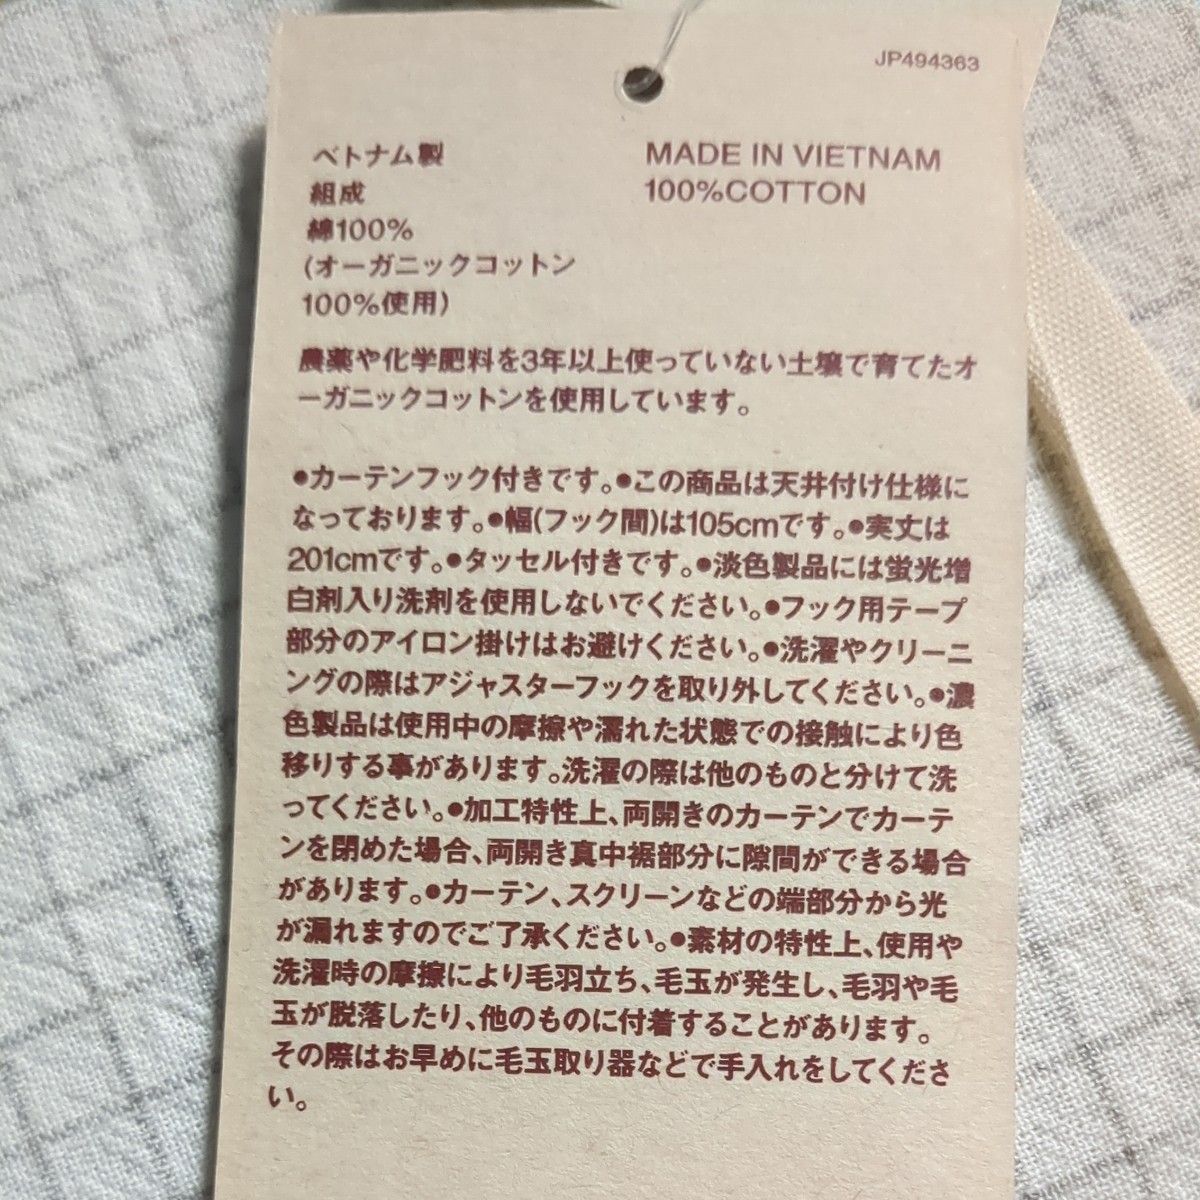 JP494363
ベトナム製
組成
綿100%
(オーガニックコットン
100%使用)
MADE IN VIETNAM
100%COTTON
農薬や化学肥料を3年以上使っていない土壌で育てたオ
ーガニックコットンを使用しています。
●カーテンフック付きです。●この商品は天井付け仕様に
なっております。●幅(フック間)は105cmです。●実丈は
201cmです。●タッセル付きです。●淡色製品には蛍光増
白剤入り洗剤を使用しないでください。●フック用テープ
部分のアイロン掛けはお避けください。●洗濯やクリーニ
ングの際はアジャスターフックを取り外してください。●濃
色製品は使用中の摩擦や濡れた状態での接触により色
移りする事があります。洗濯の際は他のものと分けて洗
ってください。●加工特性上、両開きのカーテンでカーテ
ンを閉めた場合、両開き真中裾部分に隙間ができる場合
があります。●カーテン、スクリーンなどの端部分から光
が漏れますのでご了承ください。●素材の特性上、使用や
洗濯時の摩擦により毛羽立ち、毛玉が発生し、毛羽や毛
玉が脱落したり、他のものに付着することがあります。
その際はお早めに毛玉取り器などで手入れをしてくださ
い。